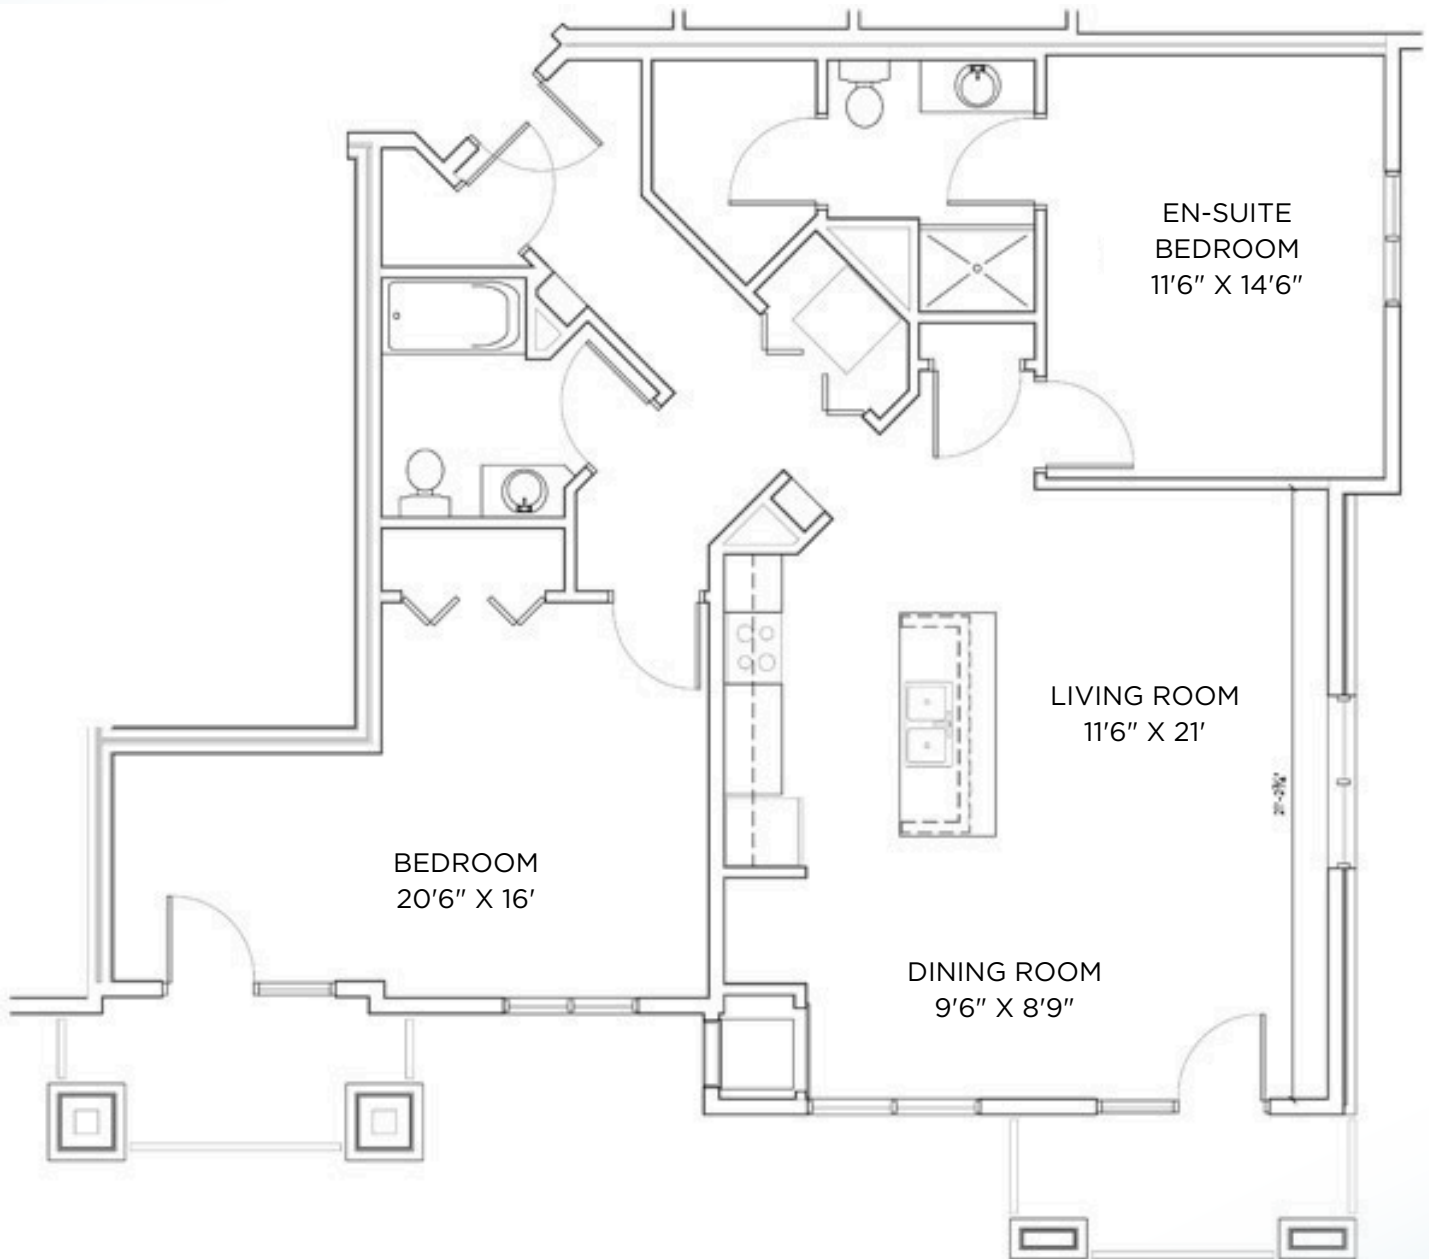 EN-SUITE
BEDROOM
11'6" X 14'6"
LIVING ROOM
11'6" X 21'
BEDROOM
20'6" X 16'
DINING ROOM
9'6" X 8'9"